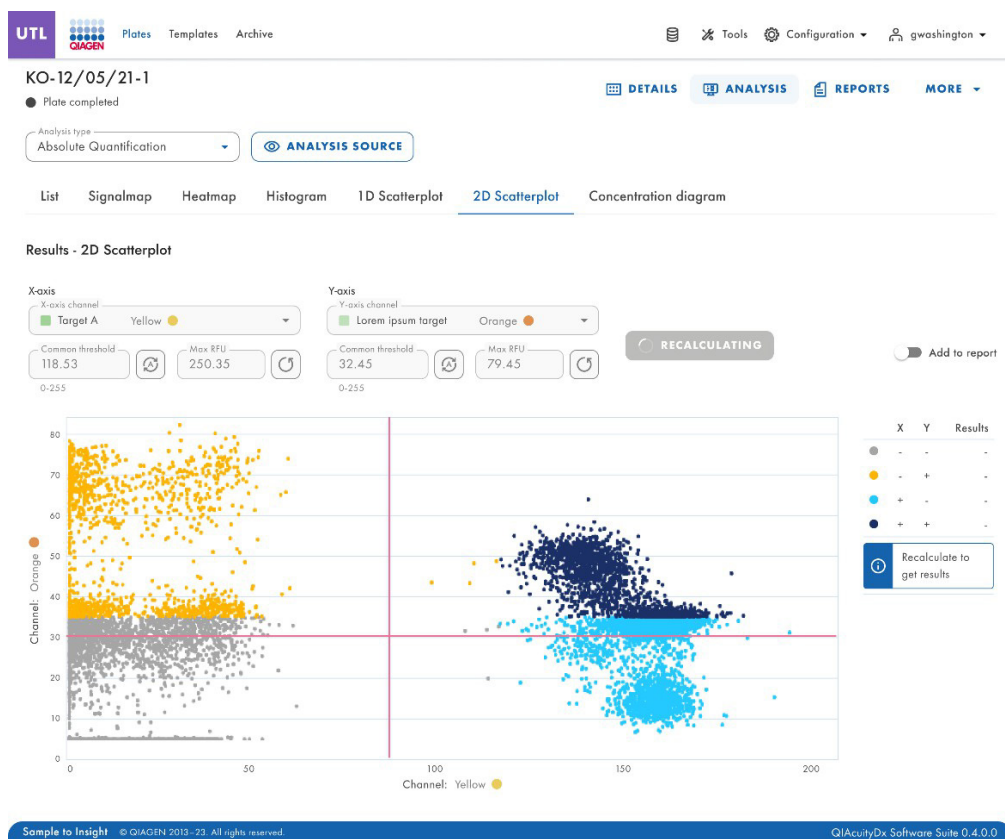 UTL QIAGEN Plates Templates Archive Tools Configuration gwashington
KO-12/05/21-1
Plate completed
DETAILS ANALYSIS REPORTS MORE
Analysis type
Absolute Quantification
ANALYSIS SOURCE
List Signalmap Heatmap Histogram 1D Scatterplot 2D Scatterplot Concentration diagram
Results - 2D Scatterplot
X-axis Y-axis
X-axis channel Y-axis channel
Target A Yellow Lorem ipsum target Orange
Common threshold Max RFU Common threshold Max RFU
118.53 A 250.35 32.45 A 79.45
RECALCULATING
Add to report
0-255 0-255
X Y Results
- - -
- + -
+ - -
+ + -
Recalculate to
get results
80
70
60
50
40
30
20
10
0
Channel: Orange
0 50 100 150 200
Channel: Yellow
Sample to Insight © QIAGEN 2013–23. All rights reserved. QIAcuityDx Software Suite 0.4.0.0